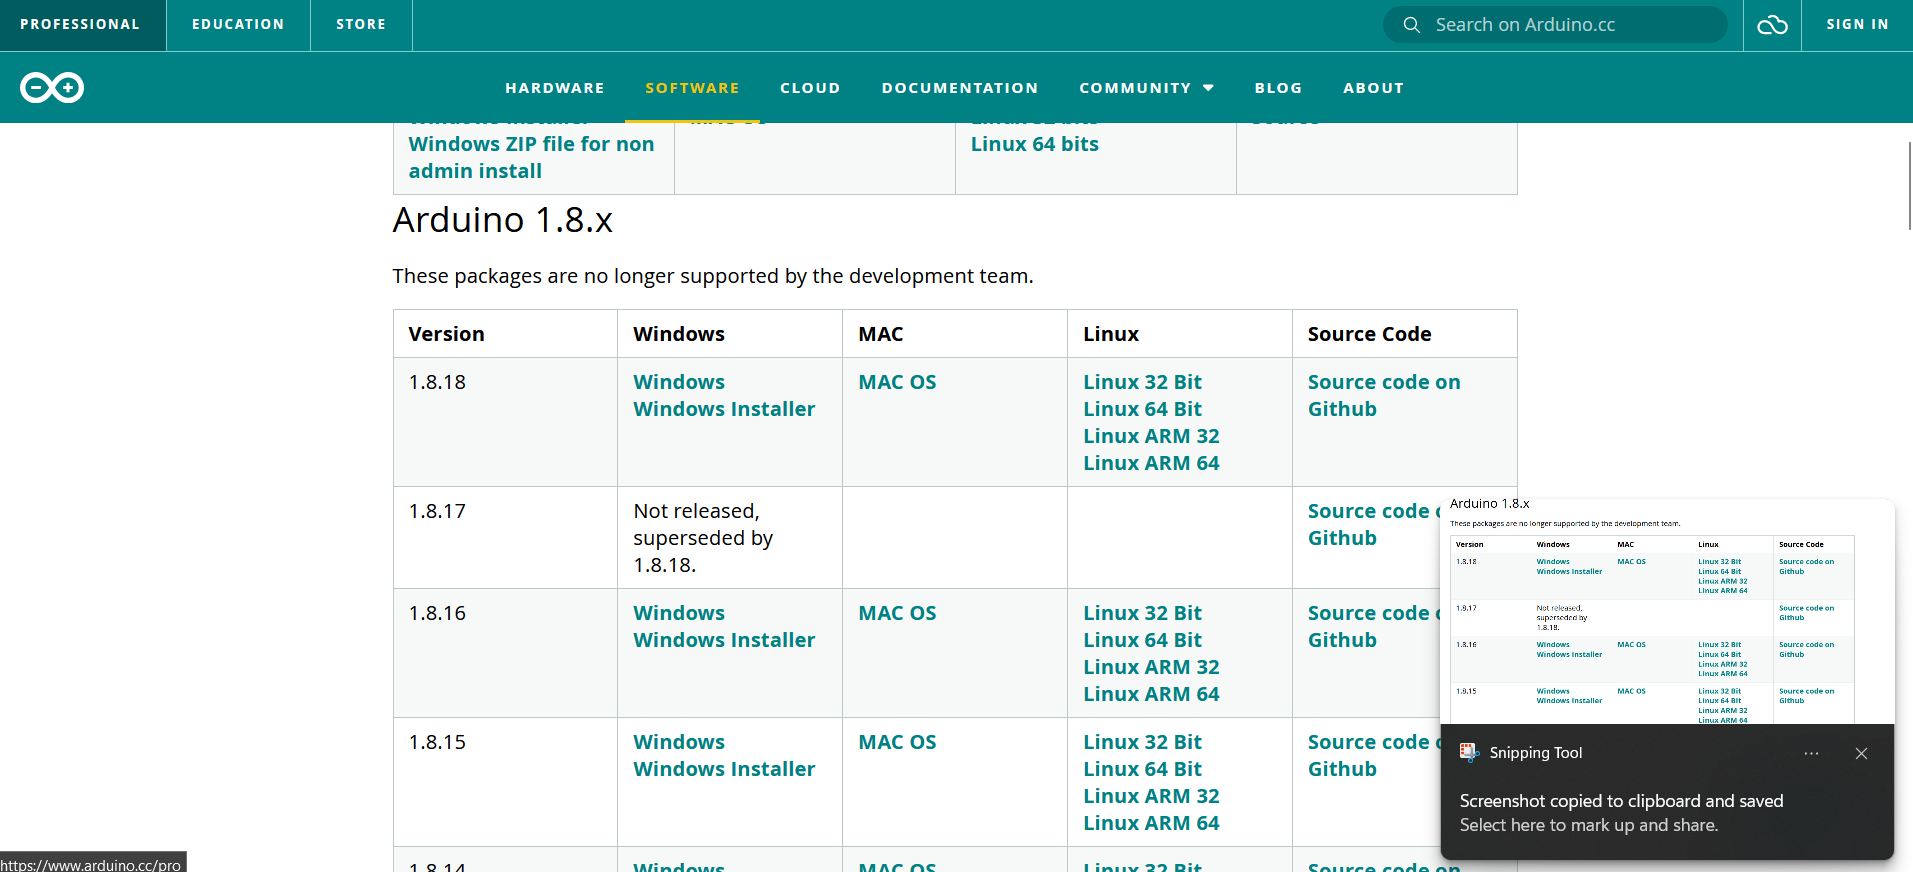 PROFESSIONAL
EDUCATION
STORE
Search on Arduino.cc
SIGN IN
HARDWARE
SOFTWARE
CLOUD
DOCUMENTATION
COMMUNITY
BLOG
ABOUT
Windows ZIP file for non
admin install
Linux 64 bits
Arduino 1.8.x
These packages are no longer supported by the development team.
Version
Windows
MAC
Linux
Source Code
1.8.18
Windows
Windows Installer
MAC OS
Linux 32 Bit
Linux 64 Bit
Linux ARM 32
Linux ARM 64
Source code on
Github
1.8.17
Not released,
superseded by
1.8.18.
Source code
Github
1.8.16
Windows
Windows Installer
MAC OS
Linux 32 Bit
Linux 64 Bit
Linux ARM 32
Linux ARM 64
Source code
Github
1.8.15
Windows
Windows Installer
MAC OS
Linux 32 Bit
Linux 64 Bit
Linux ARM 32
Linux ARM 64
Source code
Github
1.8.14
Windows
MAC OS
Linux 32 Bit
Source code on
Arduino 1.8.x
These packages are no longer supported by the development team.
Version
Windows
MAC
Linux
Source Code
1.8.18
Windows
Windows Installer
MAC OS
Linux 32 Bit
Linux 64 Bit
Linux ARM 32
Linux ARM 64
Source code on
Github
1.8.17
Not released,
superseded by
1.8.18.
Source code on
Github
1.8.16
Windows
Windows Installer
MAC OS
Linux 32 Bit
Linux 64 Bit
Linux ARM 32
Linux ARM 64
Source code on
Github
1.8.15
Windows
Windows Installer
MAC OS
Linux 32 Bit
Linux 64 Bit
Linux ARM 32
Linux ARM 64
Source code on
Github
Snipping Tool
Screenshot copied to clipboard and saved
Select here to mark up and share.
https://www.arduino.cc/pro